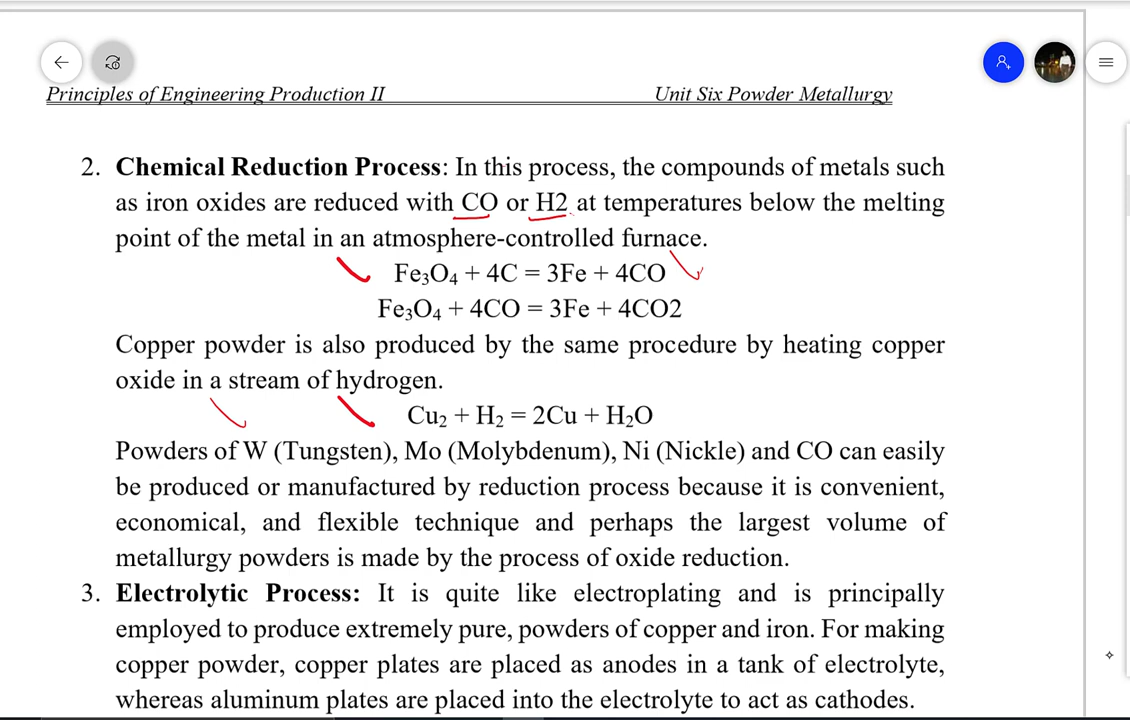 Principles of Engineering Production II Unit Six Powder Metallurgy
2. Chemical Reduction Process: In this process, the compounds of metals such
as iron oxides are reduced with CO or H2 at temperatures below the melting
point of the metal in an atmosphere-controlled furnace.
Fe₃O₄ + 4C = 3Fe + 4CO
Fe₃O₄ + 4CO = 3Fe + 4CO2
Copper powder is also produced by the same procedure by heating copper
oxide in a stream of hydrogen.
Cu₂ + H₂ = 2Cu + H₂O
Powders of W (Tungsten), Mo (Molybdenum), Ni (Nickle) and CO can easily
be produced or manufactured by reduction process because it is convenient,
economical, and flexible technique and perhaps the largest volume of
metallurgy powders is made by the process of oxide reduction.
3. Electrolytic Process: It is quite like electroplating and is principally
employed to produce extremely pure, powders of copper and iron. For making
copper powder, copper plates are placed as anodes in a tank of electrolyte,
whereas aluminum plates are placed into the electrolyte to act as cathodes.